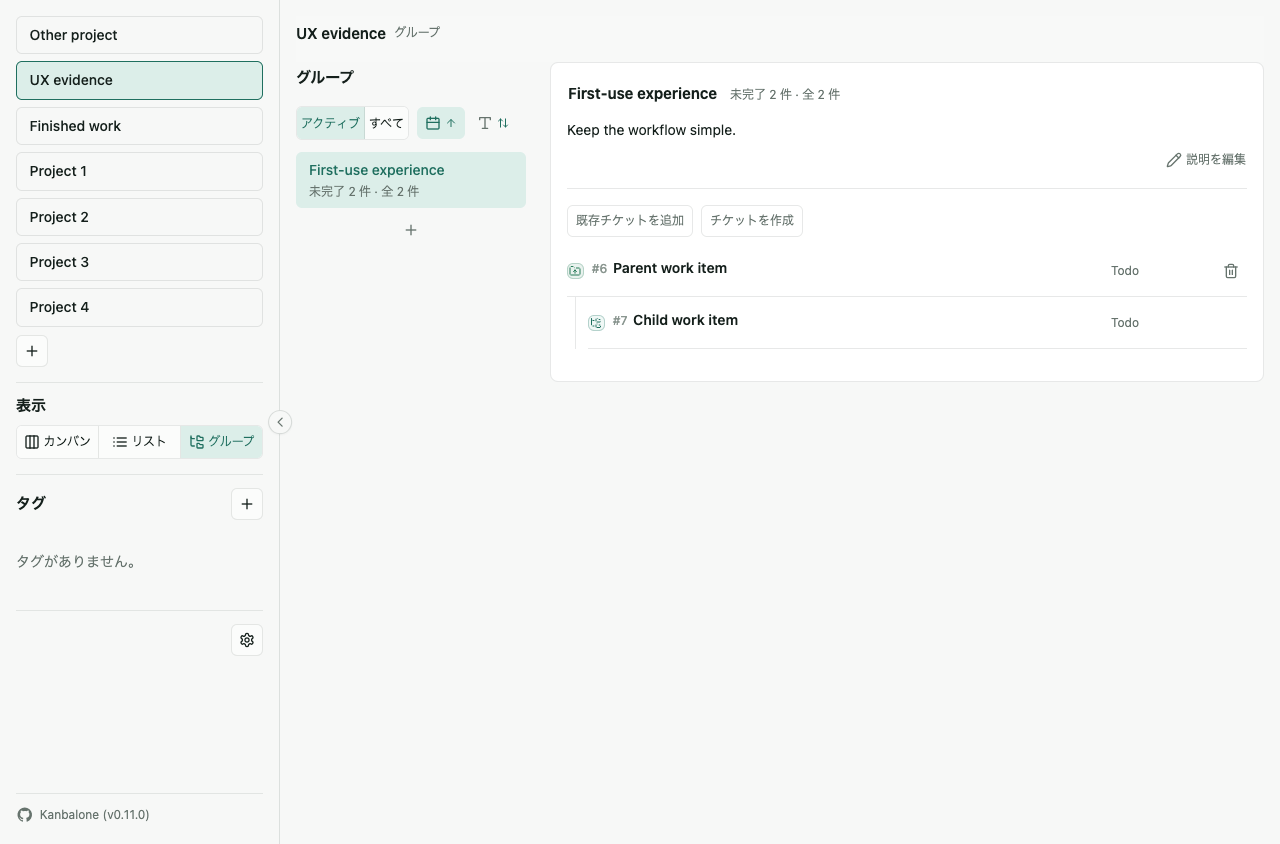 Other project
UX evidence
Finished work
Project 1
Project 2
Project 3
Project 4
表示
カンバン
リスト
グループ
タグ
タグがありません。
Kanbalone (v0.11.0)
UX evidence グループ
グループ
アクティブ すべて
First-use experience
未完了 2 件 · 全 2 件
First-use experience 未完了 2 件 · 全 2 件
Keep the workflow simple.
説明を編集
既存チケットを追加 チケットを作成
#6 Parent work item Todo
#7 Child work item Todo